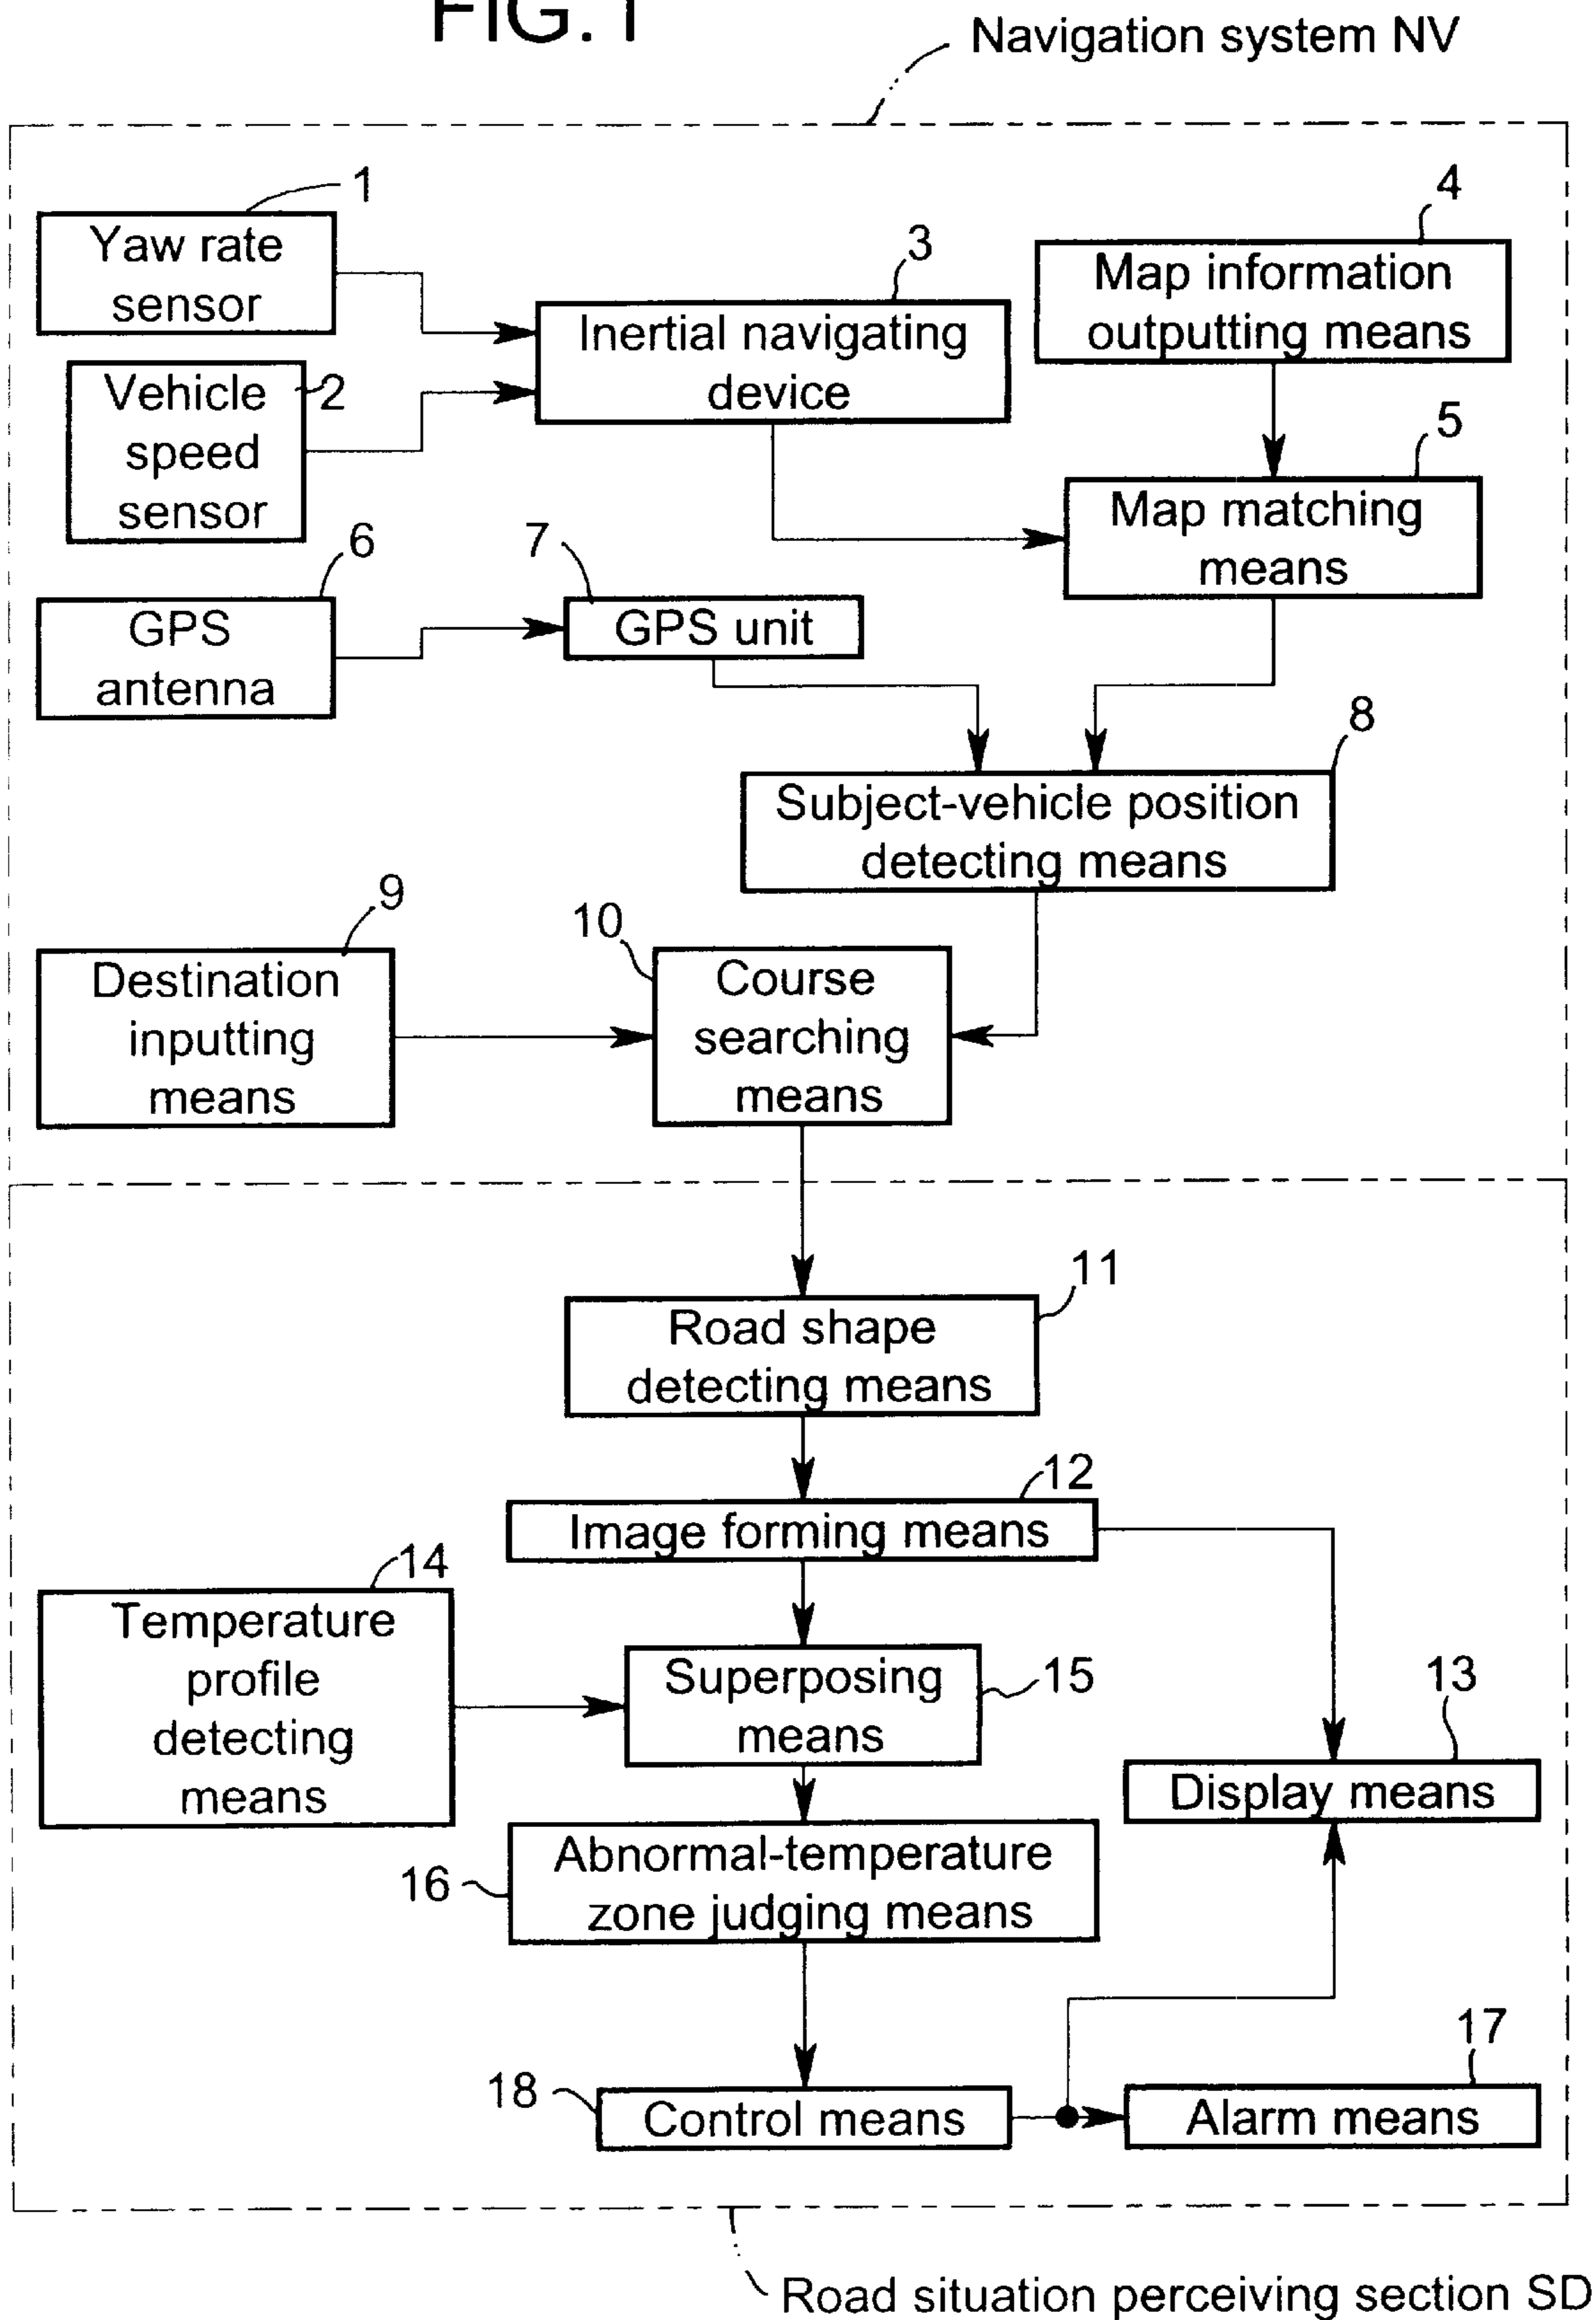 FIG. 1
Navigation system NV
1
Yaw rate
sensor
4
Map information
outputting means
3
Inertial navigating
device
2
Vehicle
speed
sensor
5
Map matching
means
6
GPS
antenna
7
GPS unit
8
Subject-vehicle position
detecting means
9
Destination
inputting
means
10
Course
searching
means
11
Road shape
detecting means
12
Image forming means
14
Temperature
profile
detecting
means
15
Superposing
means
13
Display means
16
Abnormal-temperature
zone judging means
17
Alarm means
18
Control means
Road situation perceiving section SD